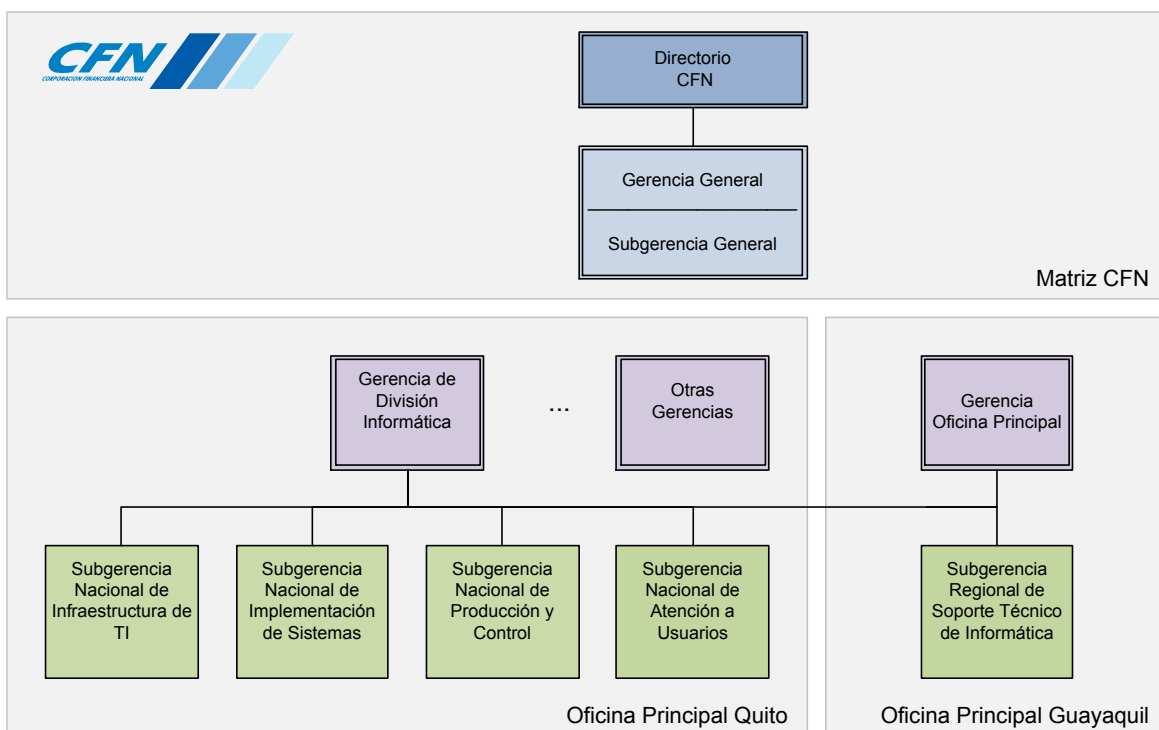 CFN
CORPORACION FINANCIERA NACIONAL
Directorio
CFN
Gerencia General
Subgerencia General
Matriz CFN
Gerencia de
División
Informática
...
Otras
Gerencias
Gerencia
Oficina Principal
Subgerencia
Nacional de
Infraestructura de
TI
Subgerencia
Nacional de
Implementación
de Sistemas
Subgerencia
Nacional de
Producción y
Control
Subgerencia
Nacional de
Atención a
Usuarios
Subgerencia
Regional de
Soporte Técnico
de Informática
Oficina Principal Quito
Oficina Principal Guayaquil